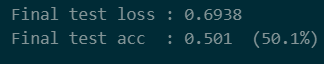 Final test loss : 0.6938
Final test acc  : 0.501  (50.1%)